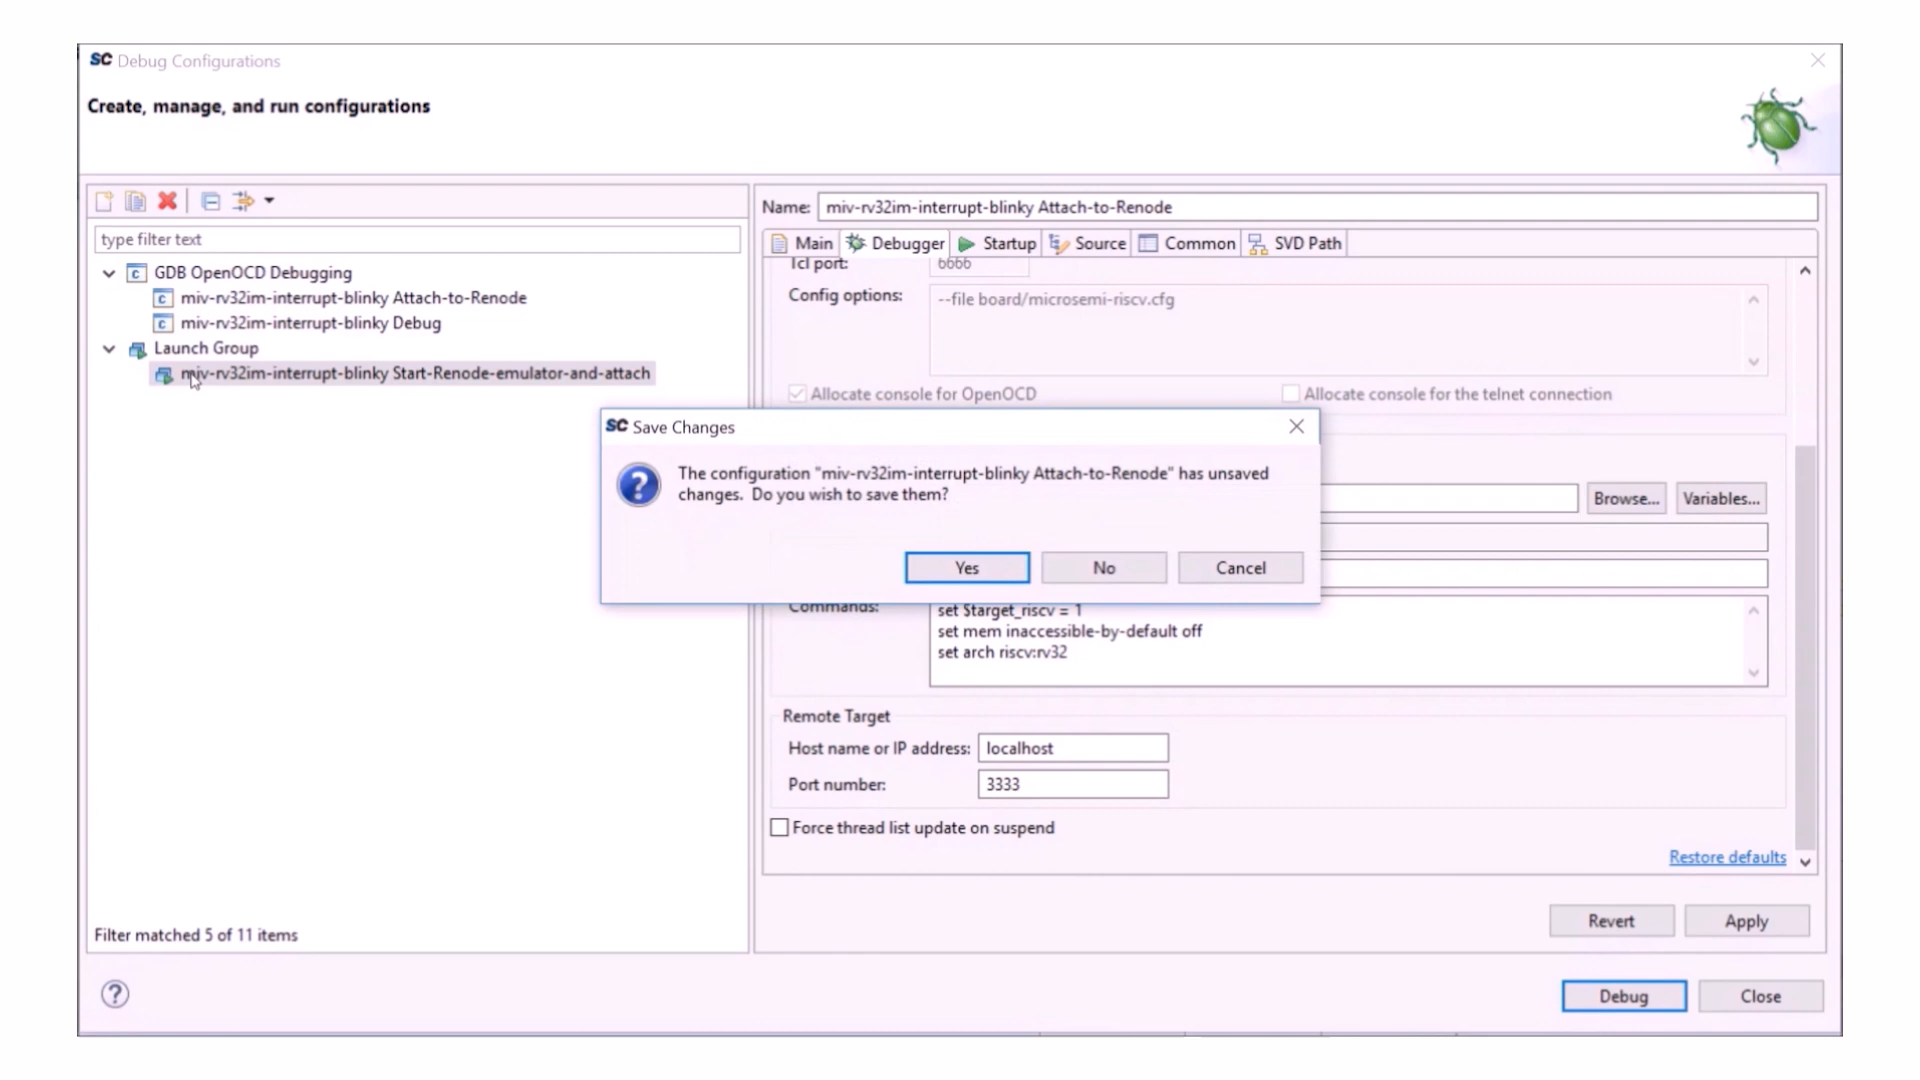 SC Debug Configurations
Create, manage, and run configurations
type filter text
GDB OpenOCD Debugging
miv-rv32im-interrupt-blinky Attach-to-Renode
miv-rv32im-interrupt-blinky Debug
Launch Group
miv-rv32im-interrupt-blinky Start-Renode-emulator-and-attach
Filter matched 5 of 11 items
Name: miv-rv32im-interrupt-blinky Attach-to-Renode
Main Debugger Startup Source Common SVD Path
Tcl port: 6666
Config options: --file board/microsemi-riscv.cfg
Allocate console for OpenOCD Allocate console for the telnet connection
SC Save Changes
The configuration "miv-rv32im-interrupt-blinky Attach-to-Renode" has unsaved
changes. Do you wish to save them?
Yes No Cancel
Browse... Variables...
Commands: set $target_riscv = 1
set mem inaccessible-by-default off
set arch riscv:rv32
Remote Target
Host name or IP address: localhost
Port number: 3333
Force thread list update on suspend
Restore defaults
Revert Apply
? Debug Close